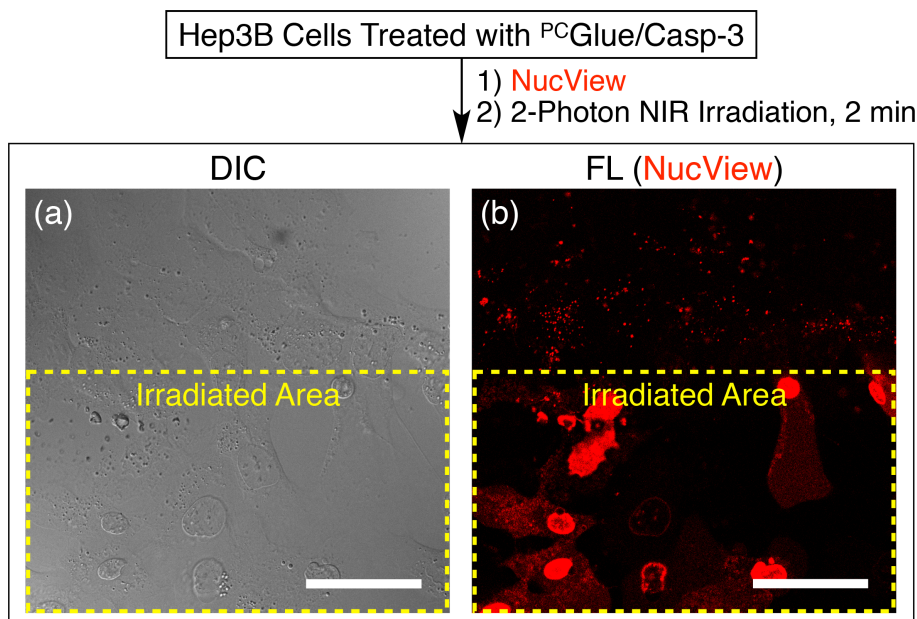 Hep3B Cells Treated with ᴾᶜGlue/Casp-3
1) NucView
2) 2-Photon NIR Irradiation, 2 min
DIC
FL (NucView)
(a)
(b)
Irradiated Area
Irradiated Area